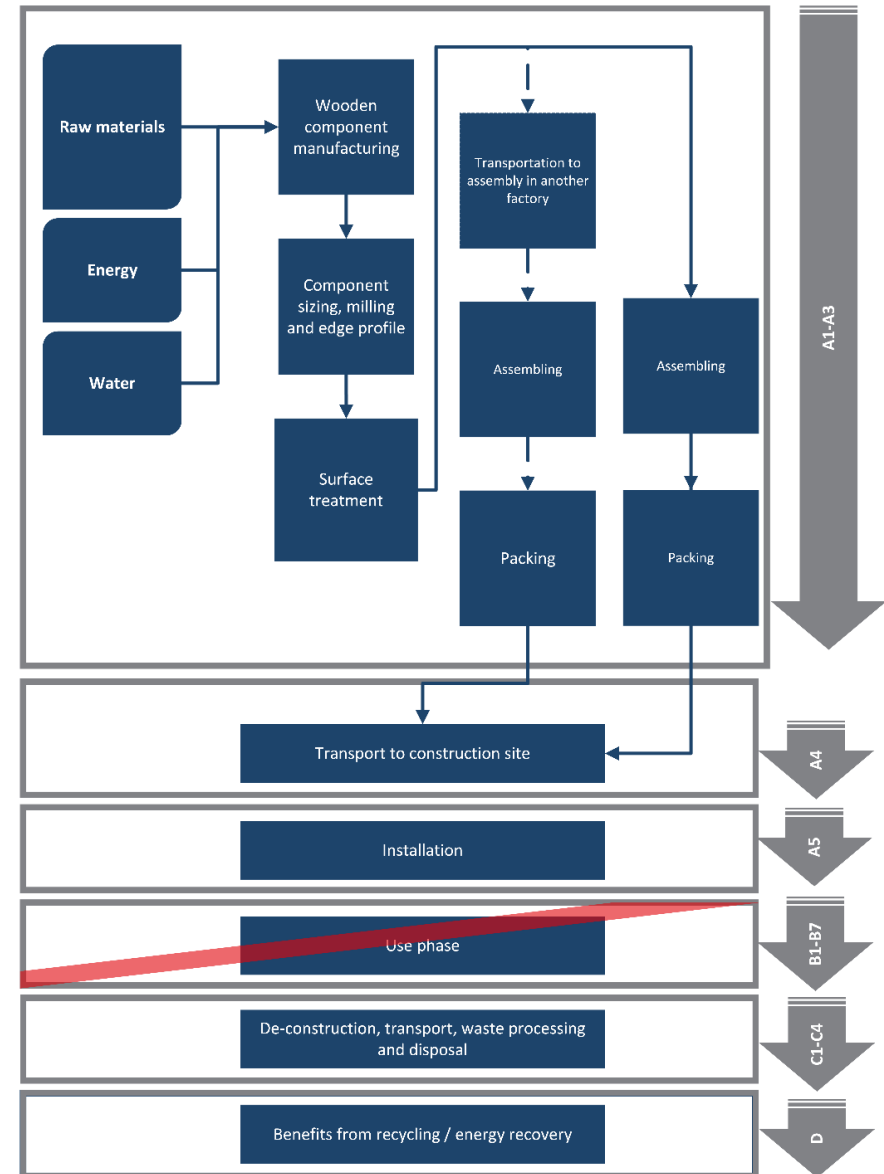 Raw materials
Energy
Water
Wooden
component
manufacturing
Component
sizing, milling
and edge profile
Surface
treatment
Transportation to
assembly in another
factory
Assembling
Packing
Assembling
Packing
A1-A3
Transport to construction site
A4
Installation
A5
Use phase
B1-B7
De-construction, transport, waste processing
and disposal
C1-C4
Benefits from recycling / energy recovery
D